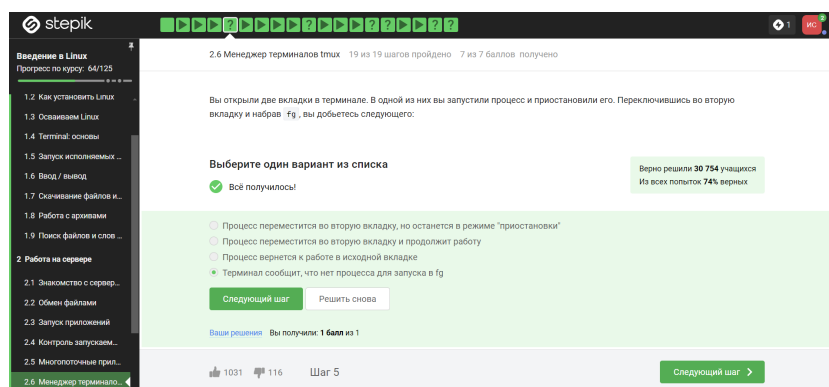 stepik
1
ИС
2
Введение в Linux
Прогресс по курсу: 64/125
1.2 Как установить Linux
1.3 Осваиваем Linux
1.4 Terminal: основы
1.5 Запуск исполняемых ...
1.6 Ввод / вывод
1.7 Скачивание файлов и...
1.8 Работа с архивами
1.9 Поиск файлов и слов ...
2 Работа на сервере
2.1 Знакомство с сервер...
2.2 Обмен файлами
2.3 Запуск приложений
2.4 Контроль запускаем...
2.5 Многопоточные прил...
2.6 Менеджер терминало...
2.6 Менеджер терминалов tmux 19 из 19 шагов пройдено 7 из 7 баллов получено
Вы открыли две вкладки в терминале. В одной из них вы запустили процесс и приостановили его. Переключившись во вторую
вкладку и набрав fg , вы добьетесь следующего:
Выберите один вариант из списка
Всё получилось!
Верно решили 30 754 учащихся
Из всех попыток 74% верных
Процесс переместится во вторую вкладку, но останется в режиме "приостановки"
Процесс переместится во вторую вкладку и продолжит работу
Процесс вернется к работе в исходной вкладке
Терминал сообщит, что нет процесса для запуска в fg
Следующий шаг
Решить снова
Ваши решения Вы получили: 1 балл из 1
1031 116 Шаг 5
Следующий шаг